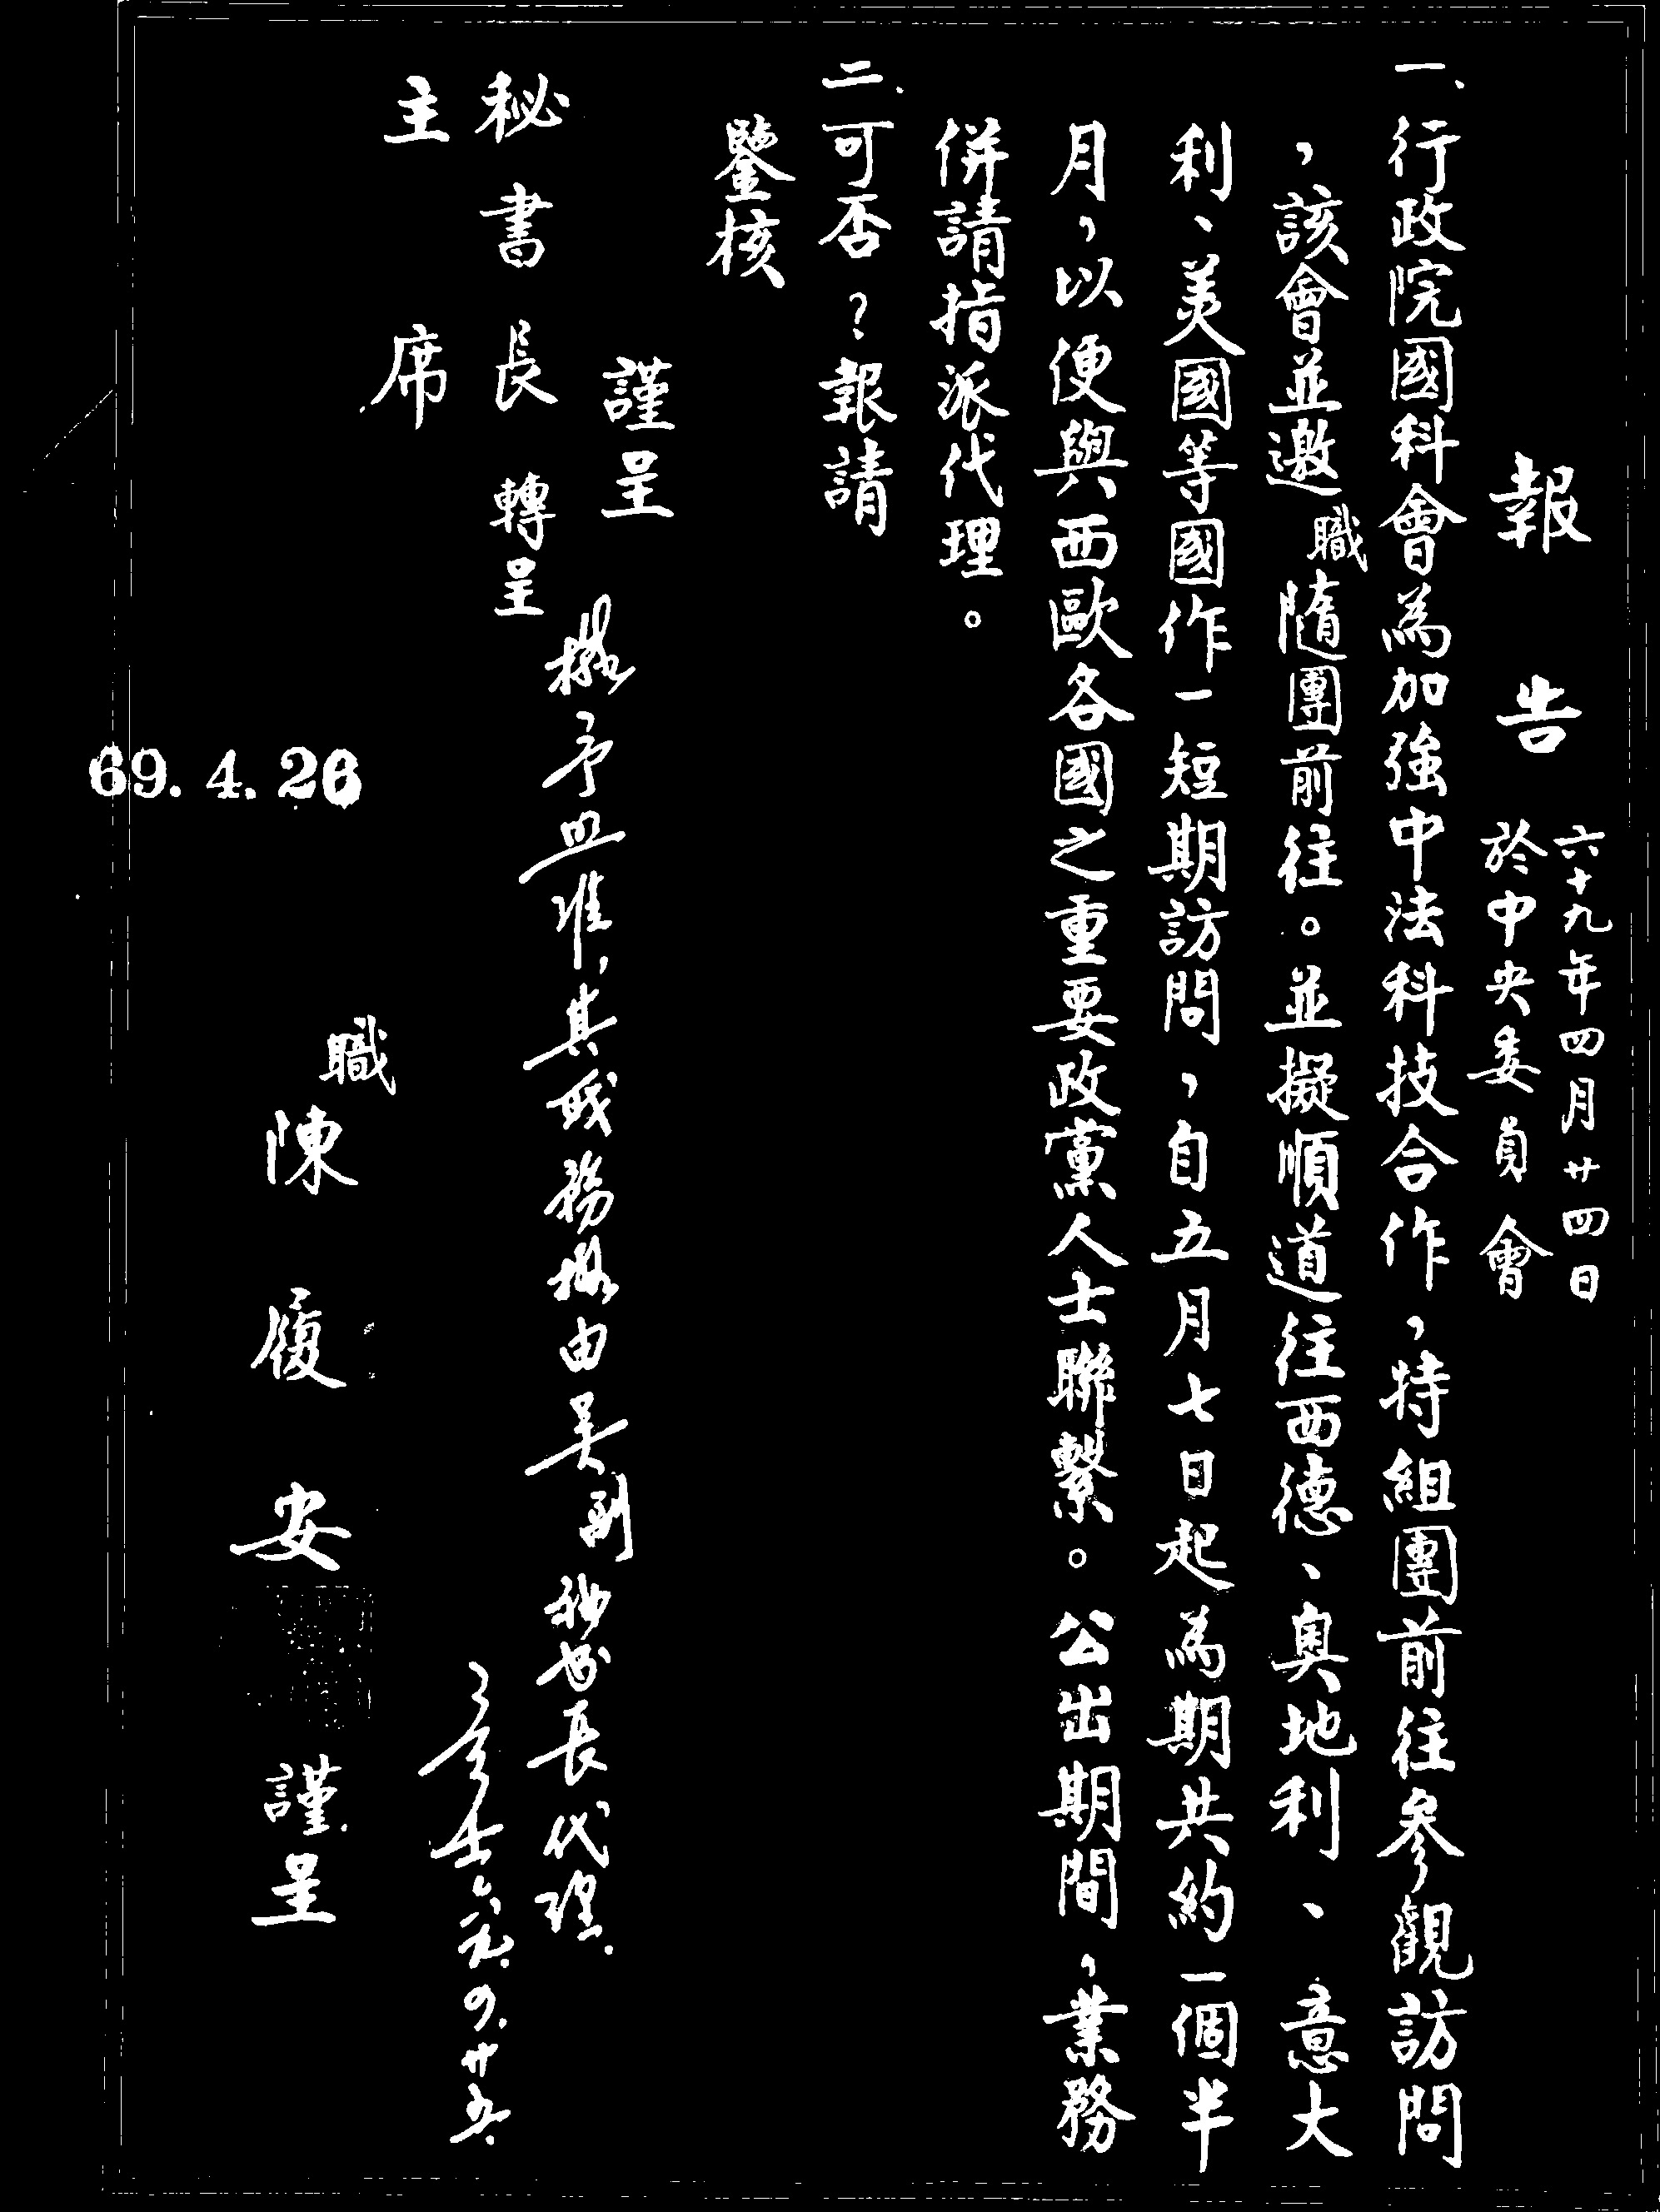 報告
六十九年四月廿四日
於中央委員會
一、行政院國科會為加強中法科技合作，特組團前往參觀訪問
，該會並邀職隨團前往。並擬順道往西德、奧地利、意大
利、美國等國作一短期訪問，自五月七日起為期共約一個半
月，以便與西歐各國之重要政黨人士聯繫。公出期間，業務
併請指派代理。
二、可否？報請
鑒核
謹呈
秘書長 轉呈
主席
擬予照准，其職務擬由吳副秘書長代理.
六九.四.廿五.
職
陳履安 謹呈
69. 4. 26